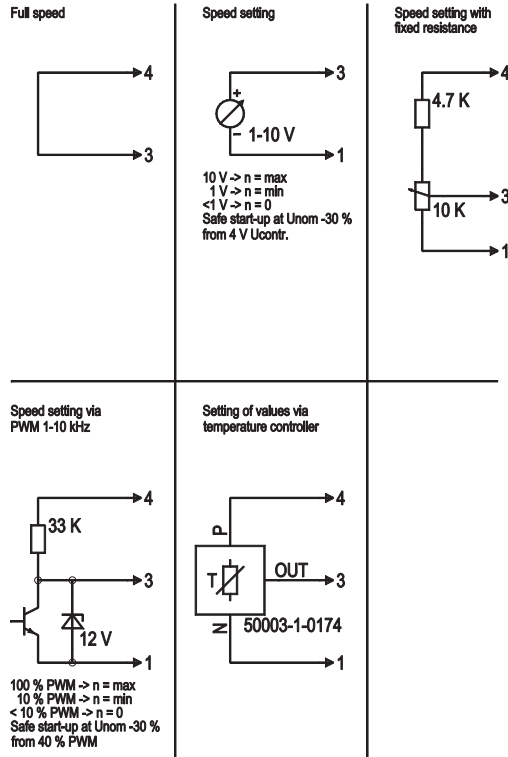 Full speed
4
3
Speed setting
3
+
1-10 V
−
1
10 V -> n = max
1 V -> n = min
<1 V -> n = 0
Safe start-up at Unom -30 %
from 4 V Ucontr.
Speed setting with
fixed resistance
4
4.7 K
3
10 K
1
Speed setting via
PWM 1-10 kHz
4
33 K
3
12 V
1
100 % PWM -> n = max
10 % PWM -> n = min
< 10 % PWM -> n = 0
Safe start-up at Unom -30 %
from 40 % PWM
Setting of values via
temperature controller
4
P
T
OUT
3
N
50003-1-0174
1